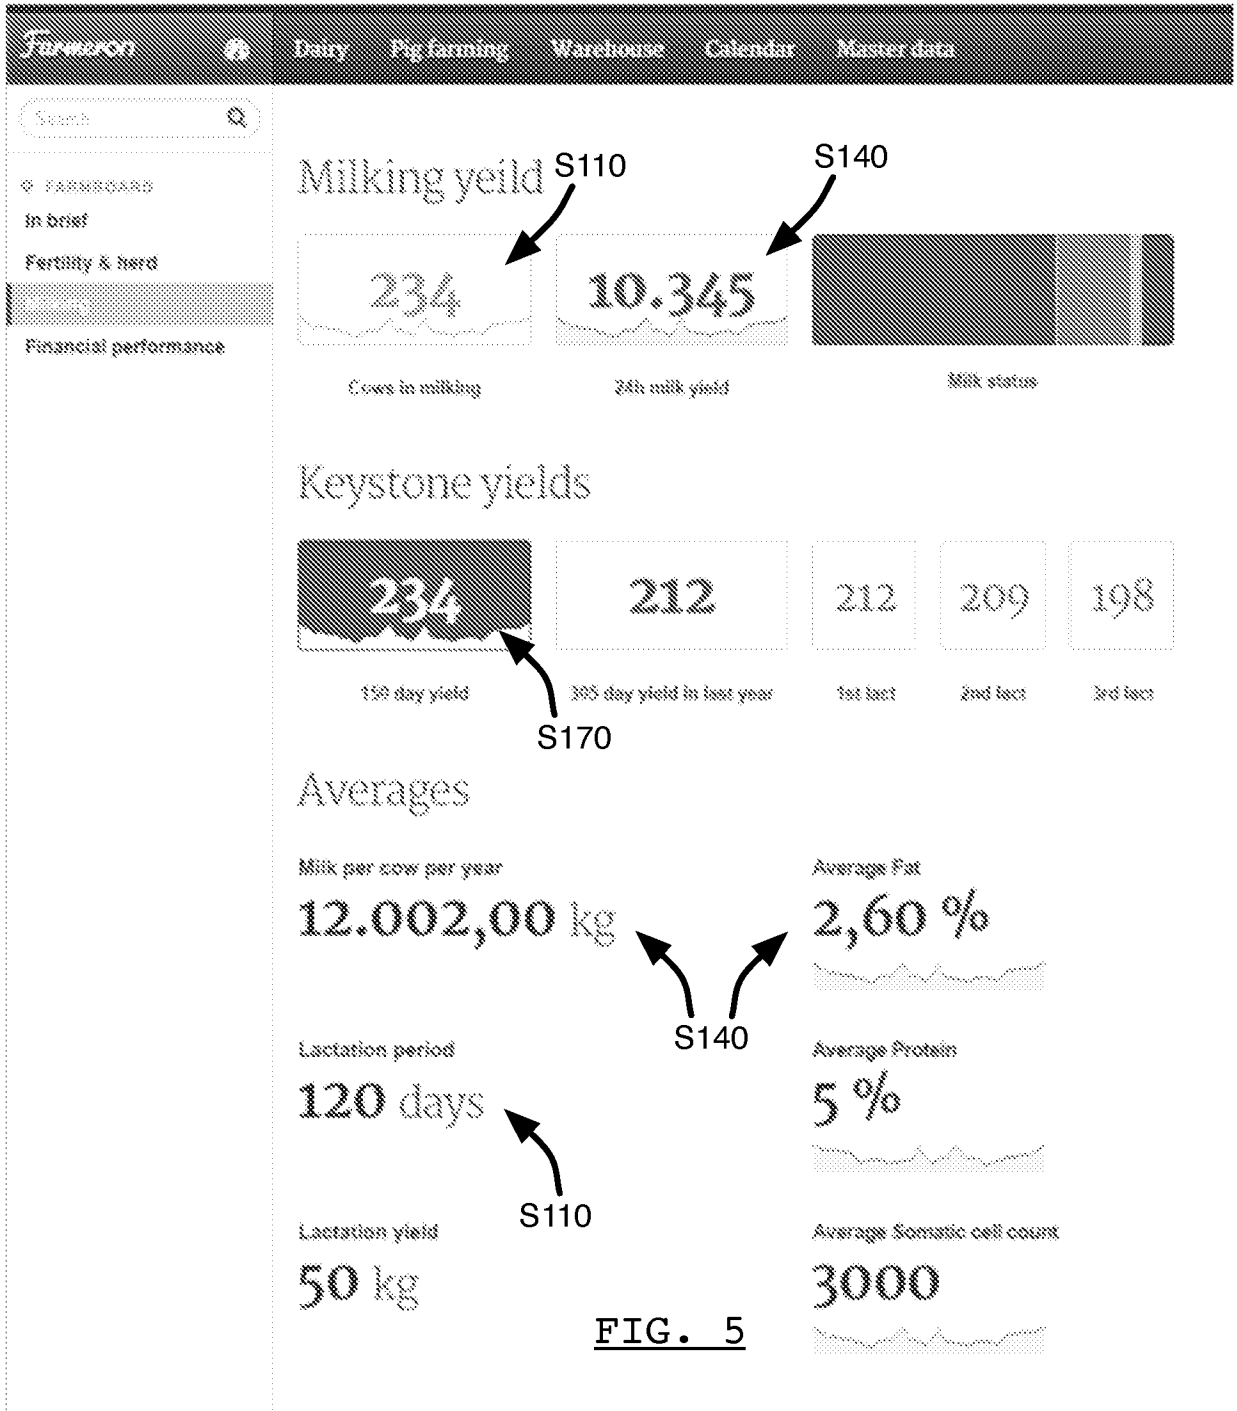 Farmeron
Dairy Pig farming Warehouse Calendar Master data
Search
FARMBOARD
In brief
Fertility & herd
Financial performance
Milking yeild
S110
S140
234
10.345
Cows in milking
24h milk yield
Milk status
Keystone yields
234
212
212
209
198
150 day yield
305 day yield in last year
1st lact
2nd lact
3rd lact
S170
Averages
Milk per cow per year
12.002,00 kg
Average Fat
2,60 %
S140
Lactation period
120 days
Average Protein
5 %
S110
Lactation yield
50 kg
Average Somatic cell count
3000
FIG. 5